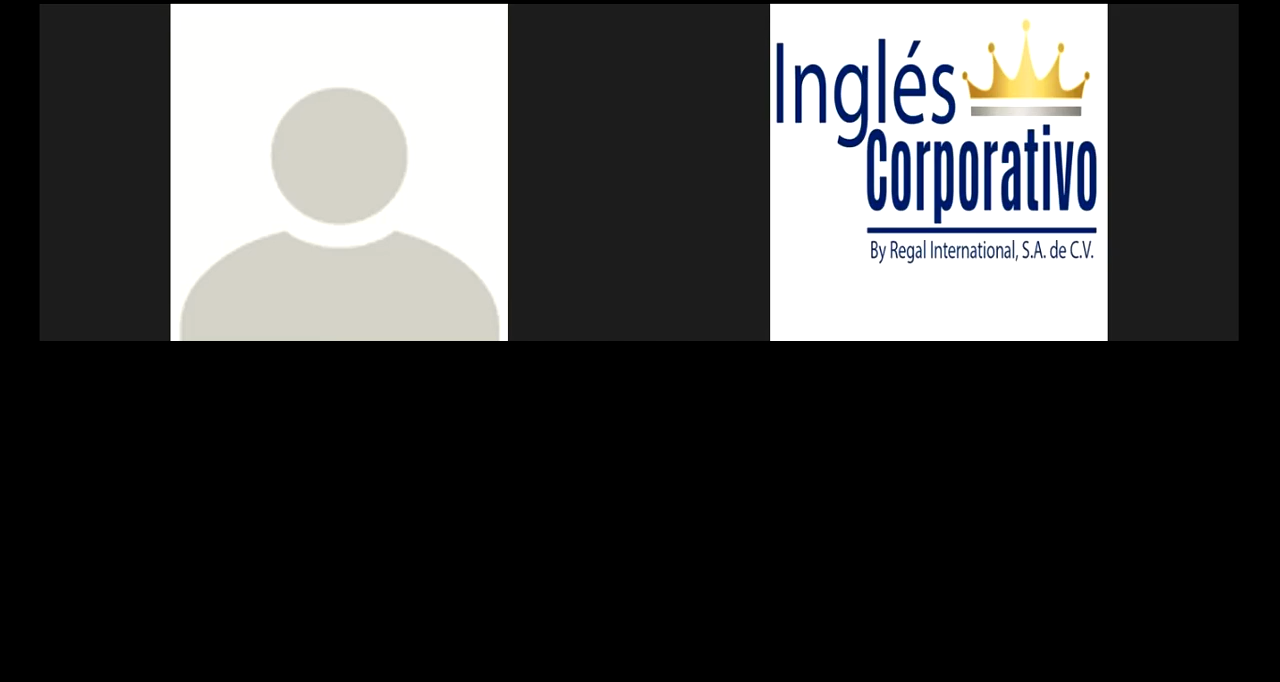 Inglés
Corporativo
By Regal International, S.A. de C.V.